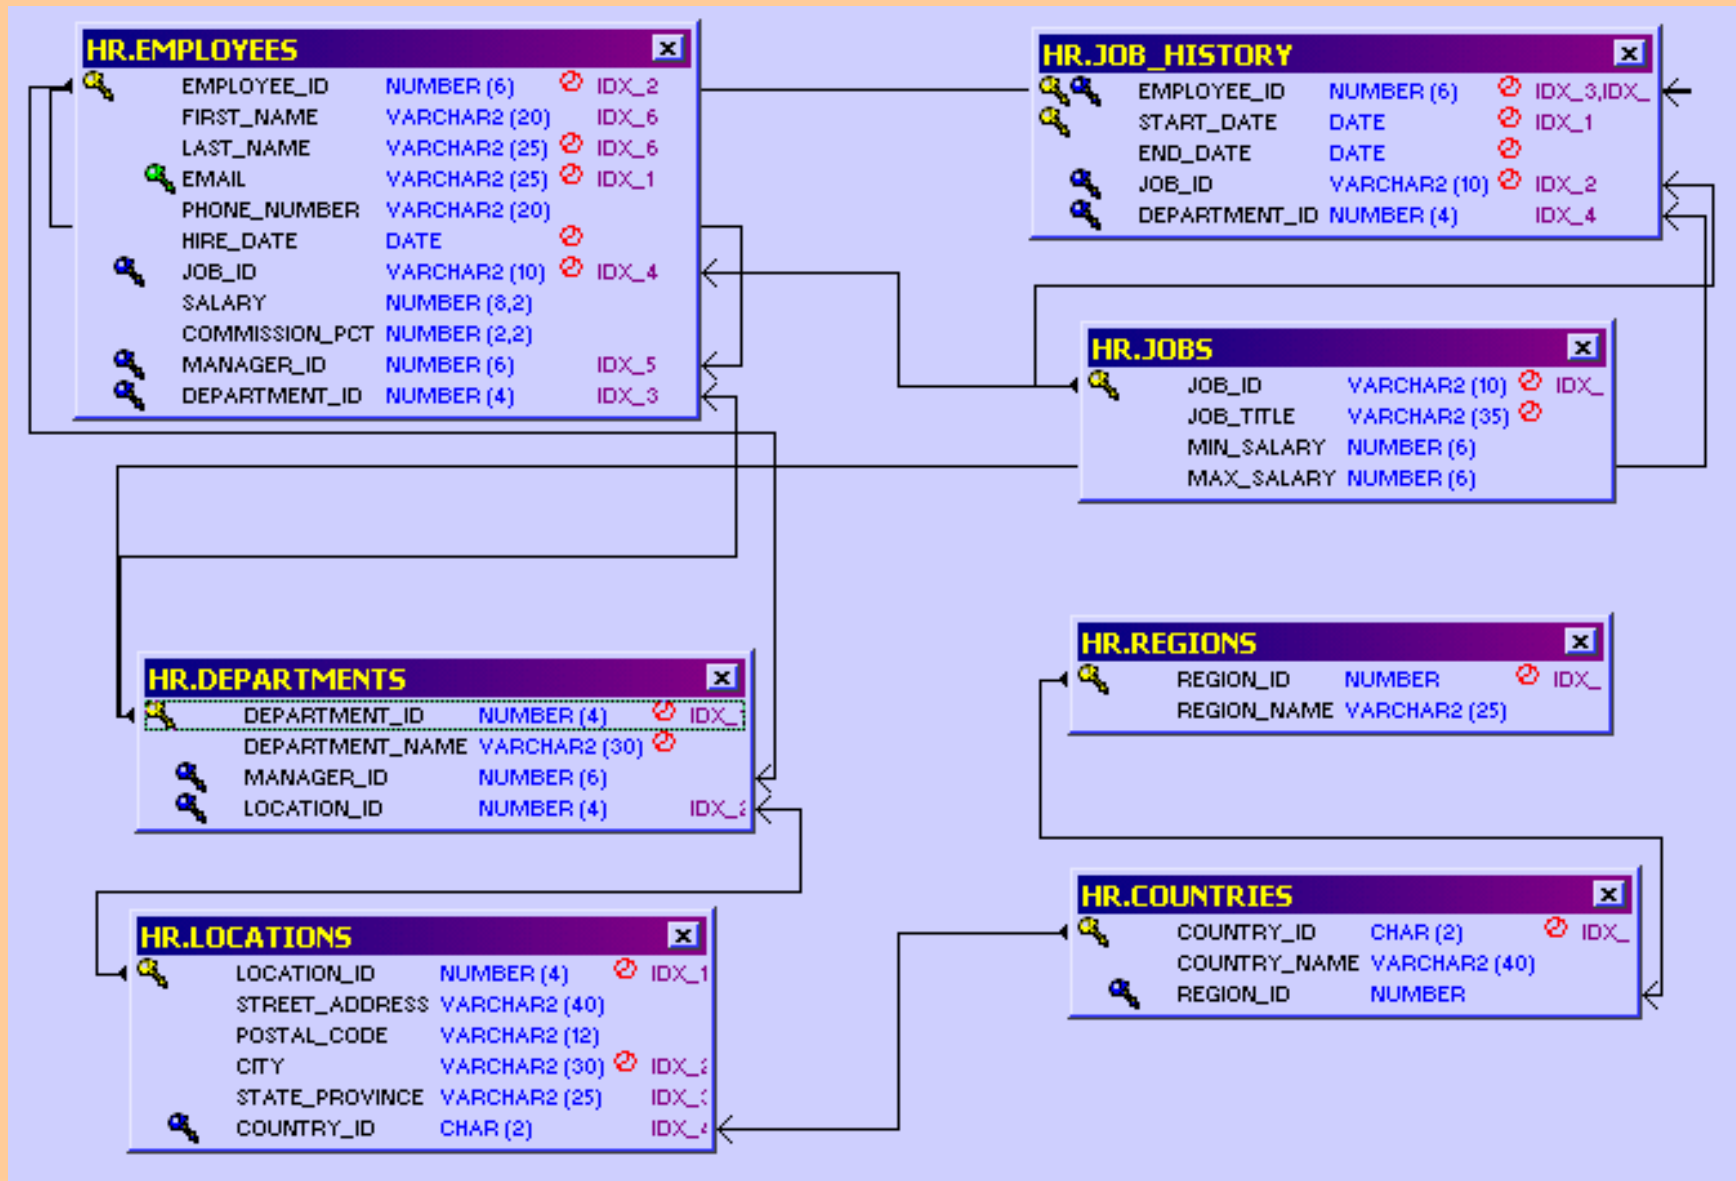 HR.EMPLOYEES
EMPLOYEE_ID NUMBER (6) IDX_2
FIRST_NAME VARCHAR2 (20) IDX_6
LAST_NAME VARCHAR2 (25) IDX_6
EMAIL VARCHAR2 (25) IDX_1
PHONE_NUMBER VARCHAR2 (20)
HIRE_DATE DATE
JOB_ID VARCHAR2 (10) IDX_4
SALARY NUMBER (8,2)
COMMISSION_PCT NUMBER (2,2)
MANAGER_ID NUMBER (6) IDX_5
DEPARTMENT_ID NUMBER (4) IDX_3
HR.JOB_HISTORY
EMPLOYEE_ID NUMBER (6) IDX_3,IDX_
START_DATE DATE IDX_1
END_DATE DATE
JOB_ID VARCHAR2 (10) IDX_2
DEPARTMENT_ID NUMBER (4) IDX_4
HR.JOBS
JOB_ID VARCHAR2 (10) IDX_
JOB_TITLE VARCHAR2 (35)
MIN_SALARY NUMBER (6)
MAX_SALARY NUMBER (6)
HR.DEPARTMENTS
DEPARTMENT_ID NUMBER (4) IDX_
DEPARTMENT_NAME VARCHAR2 (30)
MANAGER_ID NUMBER (6)
LOCATION_ID NUMBER (4) IDX_2
HR.REGIONS
REGION_ID NUMBER IDX_
REGION_NAME VARCHAR2 (25)
HR.LOCATIONS
LOCATION_ID NUMBER (4) IDX_1
STREET_ADDRESS VARCHAR2 (40)
POSTAL_CODE VARCHAR2 (12)
CITY VARCHAR2 (30) IDX_2
STATE_PROVINCE VARCHAR2 (25) IDX_3
COUNTRY_ID CHAR (2) IDX_4
HR.COUNTRIES
COUNTRY_ID CHAR (2) IDX_
COUNTRY_NAME VARCHAR2 (40)
REGION_ID NUMBER